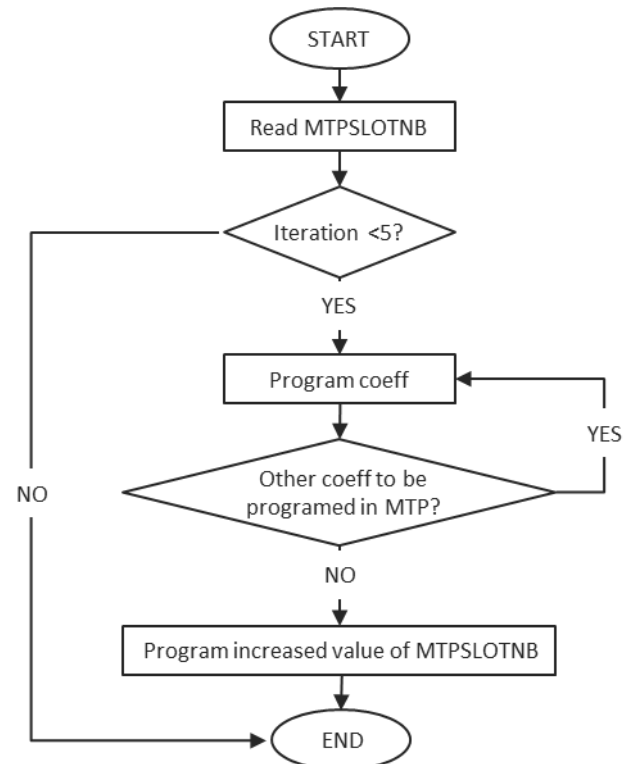 START
Read MTPSLOTNB
Iteration <5?
YES
Program coeff
YES
Other coeff to be
programed in MTP?
NO
NO
Program increased value of MTPSLOTNB
END